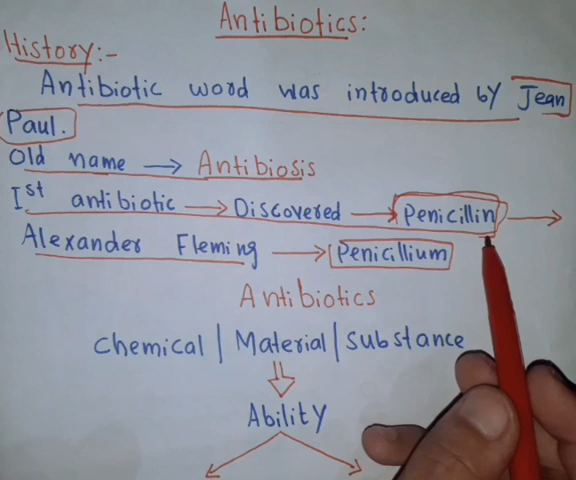 Antibiotics:
History:-
Antibiotic word was introduced by Jean
Paul.
Old name → Antibiosis
Ist antibiotic → Discovered → Penicillin →
Alexander Fleming → Penicillium
Antibiotics
Chemical | Material | Substance
Ability